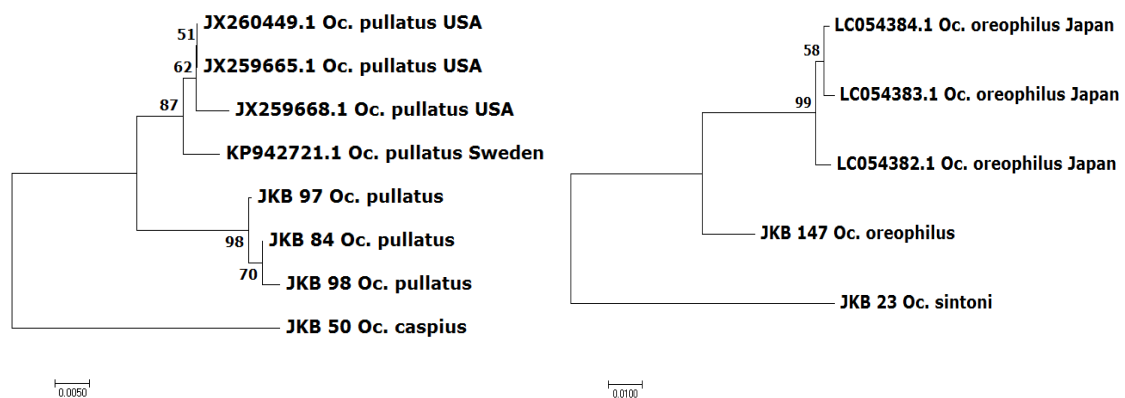 JX260449.1 Oc. pullatus USA
51
JX259665.1 Oc. pullatus USA
62
JX259668.1 Oc. pullatus USA
87
KP942721.1 Oc. pullatus Sweden
JKB 97 Oc. pullatus
98
JKB 84 Oc. pullatus
70
JKB 98 Oc. pullatus
JKB 50 Oc. caspius
0.0050
LC054384.1 Oc. oreophilus Japan
58
LC054383.1 Oc. oreophilus Japan
99
LC054382.1 Oc. oreophilus Japan
JKB 147 Oc. oreophilus
JKB 23 Oc. sintoni
0.0100